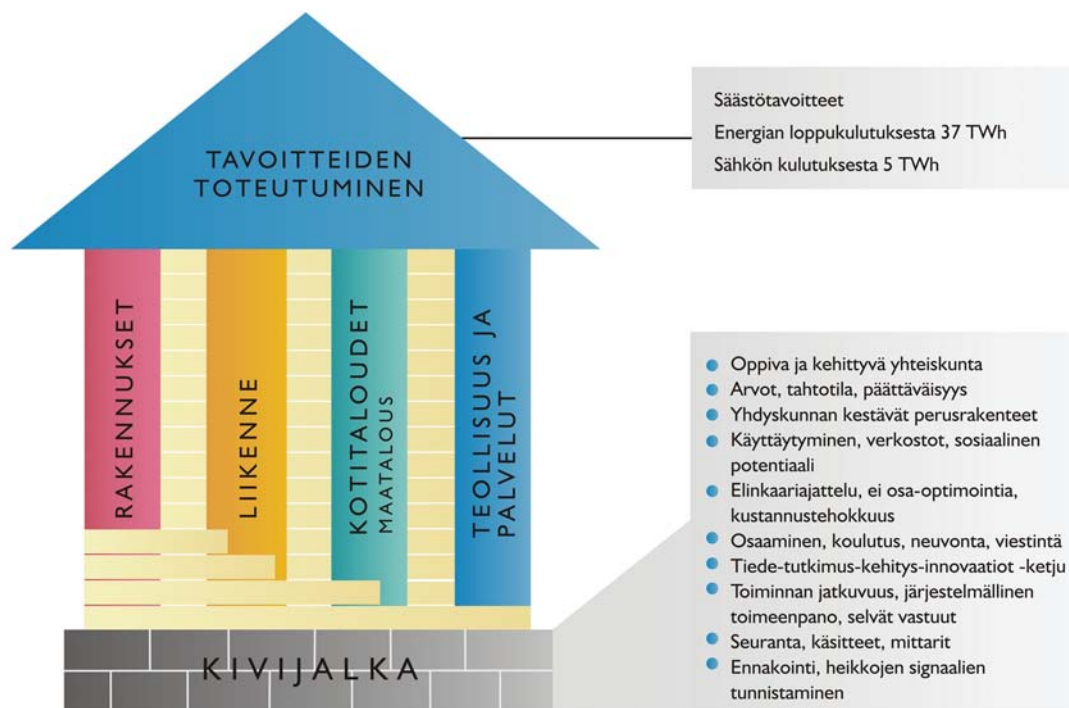 TAVOITTEIDEN
TOTEUTUMINEN
Säästötavoitteet
Energian loppukulutuksesta 37 TWh
Sähkön kulutuksesta 5 TWh
RAKENNUKSET
LIIKENNE
KOTITALOUDET
MAATALOUS
TEOLLISUUS JA
PALVELUT
KIVIJALKA
Oppiva ja kehittyvä yhteiskunta
Arvot, tahtotila, päättäväisyys
Yhdyskunnan kestävät perusrakenteet
Käyttäytyminen, verkostot, sosiaalinen
potentiaali
Elinkaariajattelu, ei osa-optimointia,
kustannustehokkuus
Osaaminen, koulutus, neuvonta, viestintä
Tiede-tutkimus-kehitys-innovaatiot -ketju
Toiminnan jatkuvuus, järjestelmällinen
toimeenpano, selvät vastuut
Seuranta, käsitteet, mittarit
Ennakointi, heikkojen signaalien
tunnistaminen